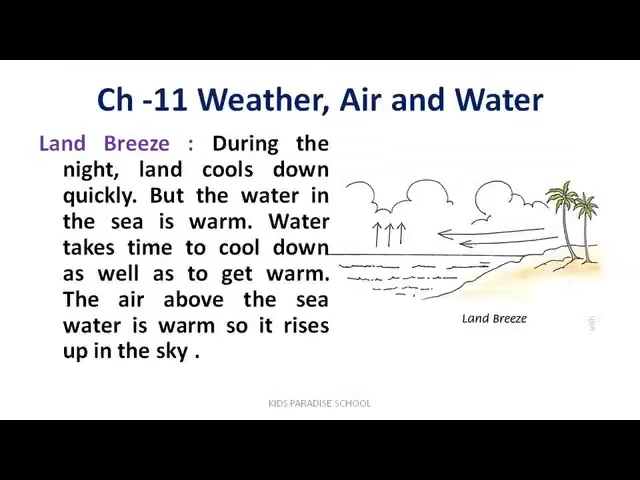 Ch -11 Weather, Air and Water
Land Breeze : During the
night, land cools down
quickly. But the water in
the sea is warm. Water
takes time to cool down
as well as to get warm.
The air above the sea
water is warm so it rises
up in the sky .
Land Breeze
KIDS PARADISE SCHOOL